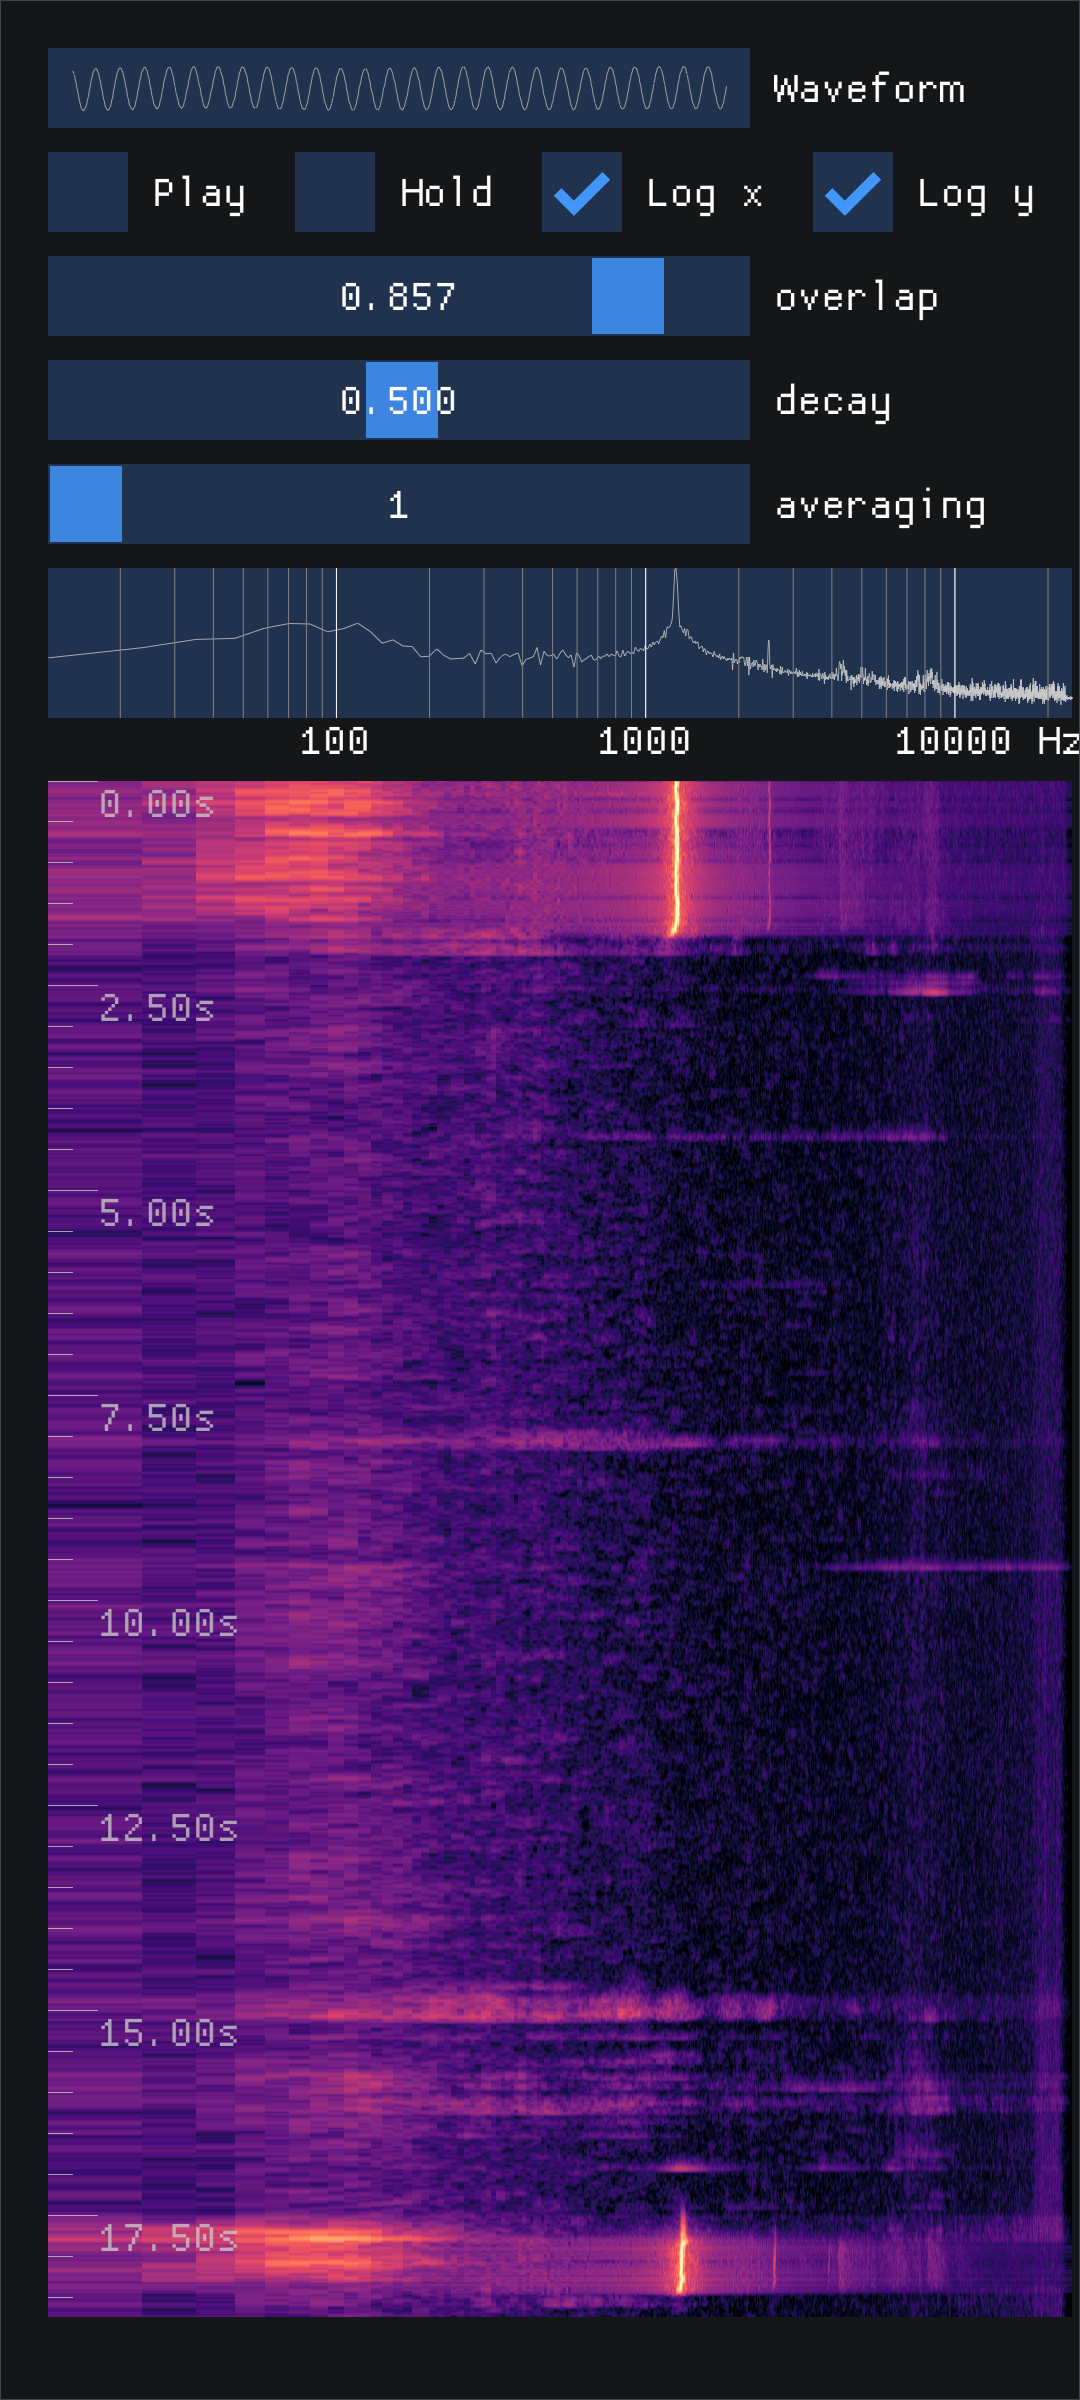 Waveform
Play Hold Log x Log y
0.857 overlap
0.500 decay
1 averaging
100 1000 10000 Hz
0.00s
2.50s
5.00s
7.50s
10.00s
12.50s
15.00s
17.50s